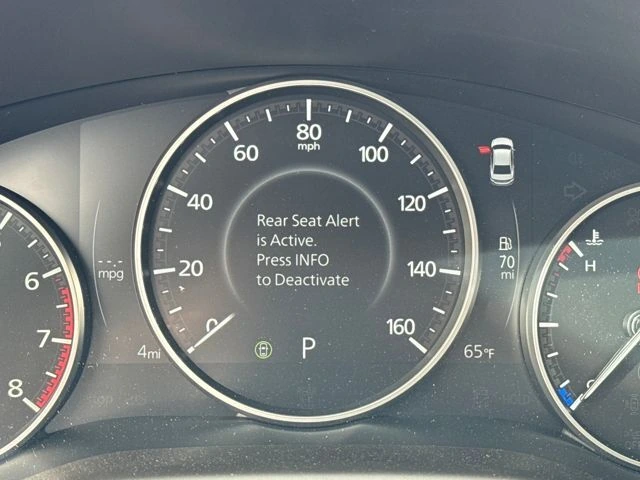 80
mph
60
100
40
120
Rear Seat Alert
is Active.
Press INFO
to Deactivate
-.-
mpg
20
140
70
mi
H
6
7
8
0
160
4mi
P
65°F
C